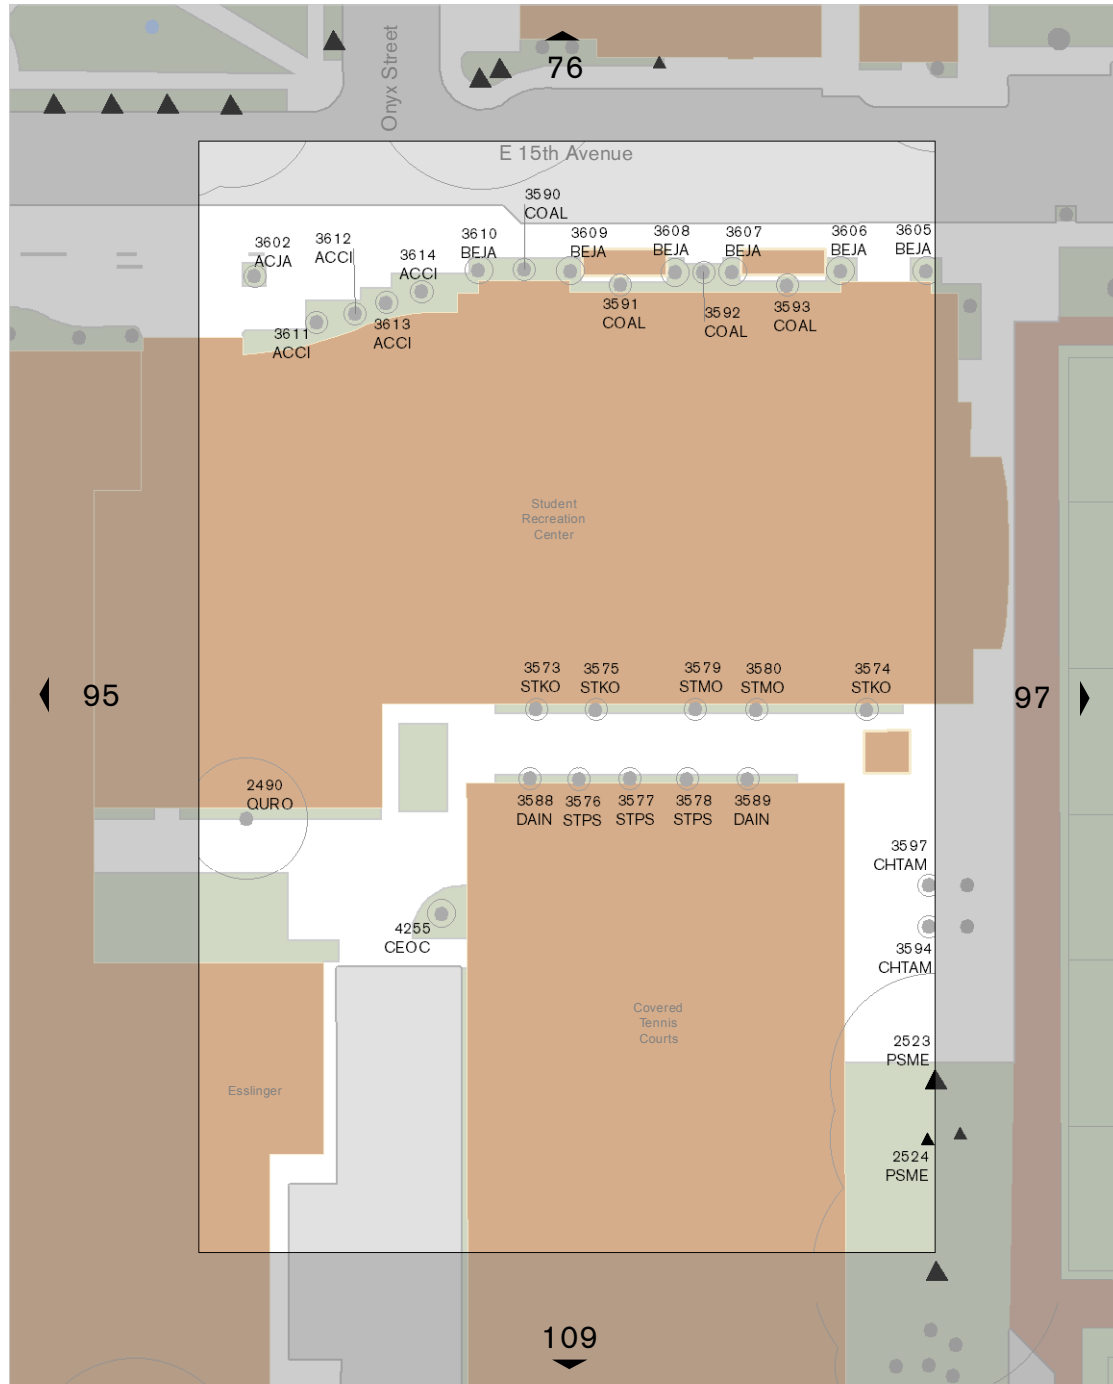 Onyx Street
76
E 15th Avenue
3590
COAL
3602
ACJA
3612
ACCI
3614
ACCI
3610
BEJA
3609
BEJA
3608
BEJA
3607
BEJA
3606
BEJA
3605
BEJA
3611
ACCI
3613
ACCI
3591
COAL
3592
COAL
3593
COAL
Student
Recreation
Center
3573
STKO
3575
STKO
3579
STMO
3580
STMO
3574
STKO
95
97
2490
QURO
3588
DAIN
3576
STPS
3577
STPS
3578
STPS
3589
DAIN
3597
CHTAM
4255
CEOC
3594
CHTAM
Covered
Tennis
Courts
2523
PSME
Esslinger
2524
PSME
109